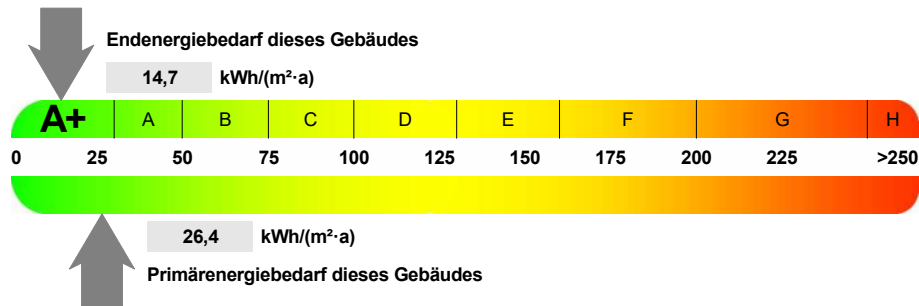 Endenergiebedarf dieses Gebäudes
14,7 kWh/(m²·a)
A+ A B C D E F G H
0 25 50 75 100 125 150 175 200 225 >250
26,4 kWh/(m²·a)
Primärenergiebedarf dieses Gebäudes